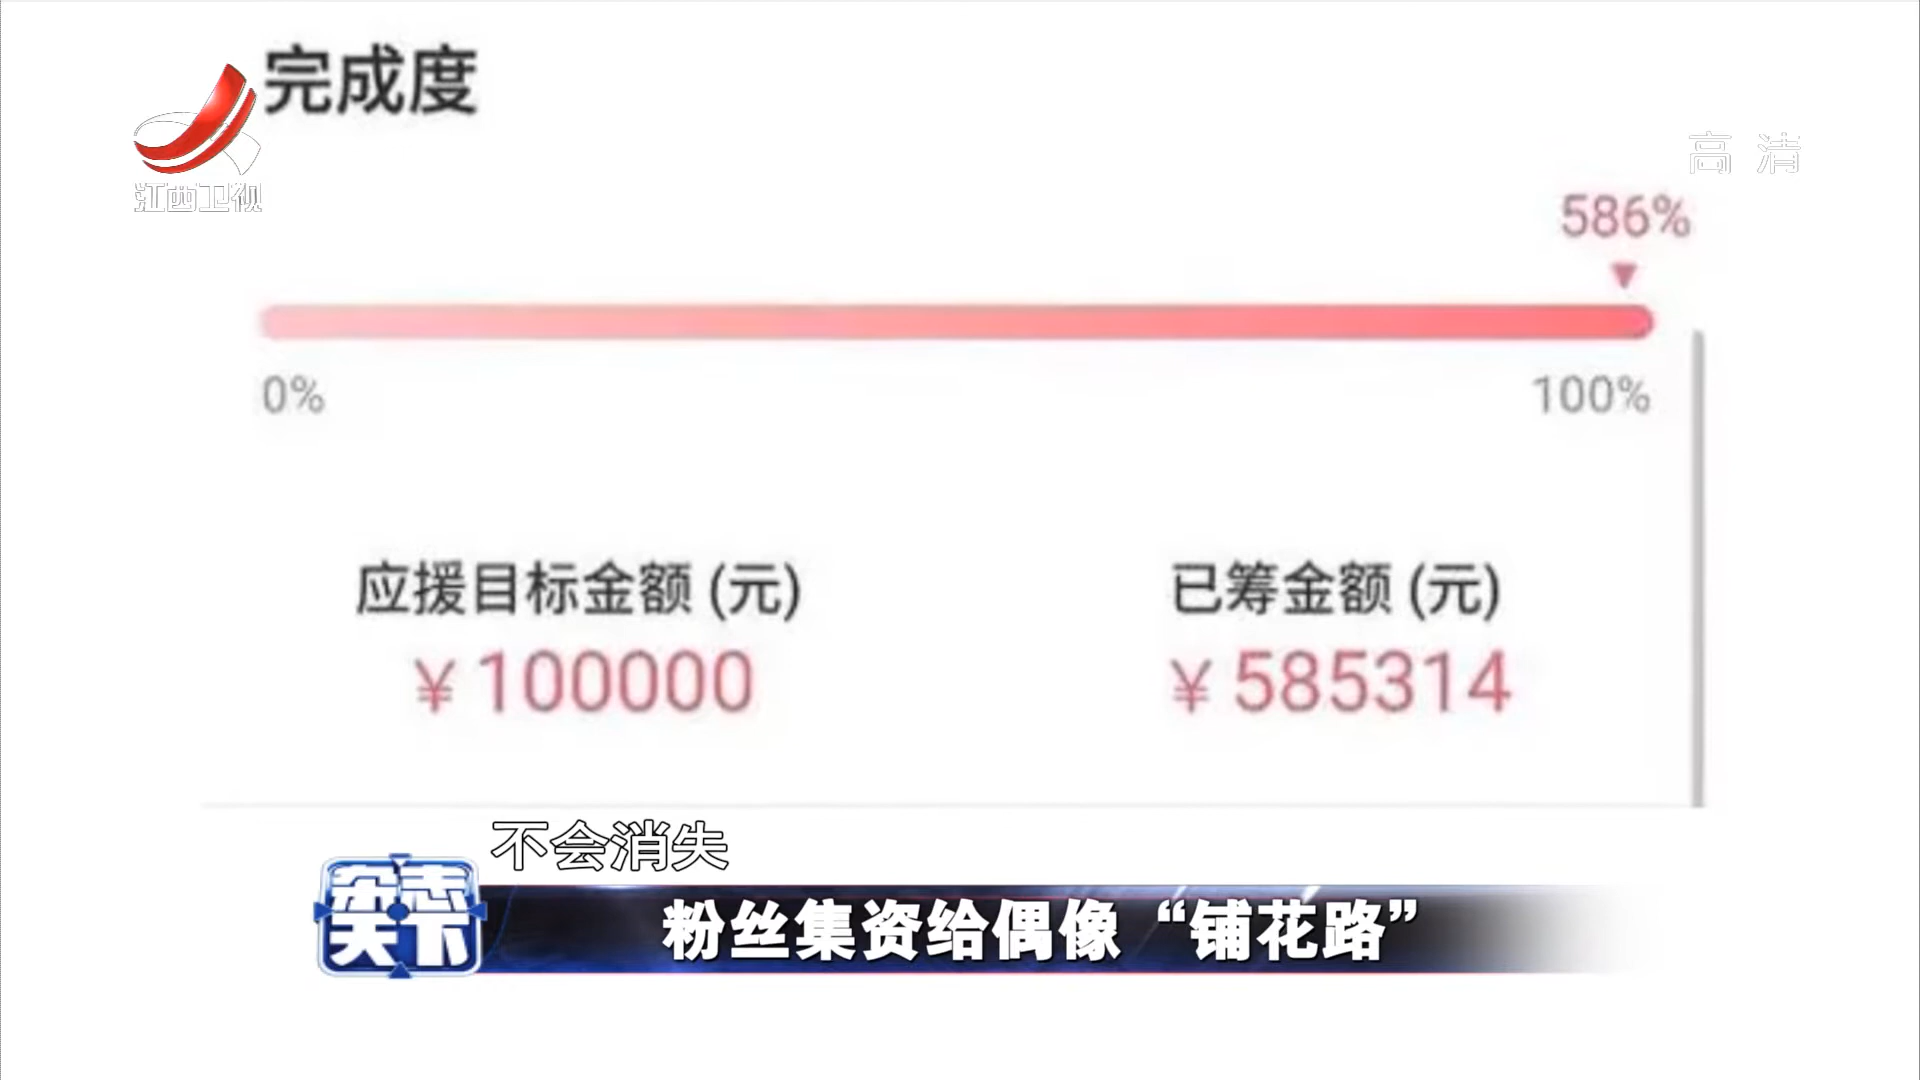 完成度
江西卫视
高清
586%
0%
100%
应援目标金额 (元)
已筹金额 (元)
￥100000
￥585314
不会消失
杂志天下
粉丝集资给偶像“铺花路”